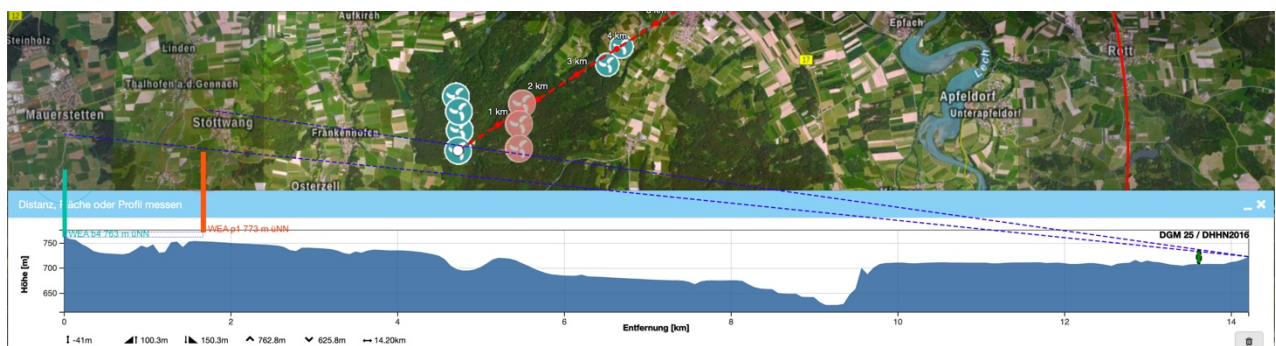 12
Steinholz
Aufkirch
Linden
4 km
3 km
17
Epfach
Lech
Rott
Thalhofen a.d.Gennach
2 km
Mauerstetten
Stöttwang
1 km
Frankenhofen
Apfeldorf
Unterapfeldorf
Osterzell
Distanz, Fläche oder Profil messen
WEA b4 763 m üNN
WEA p1 773 m üNN
DGM 25 / DHHN2016
Höhe [m]
750
700
650
0
2
4
6
8
10
12
14
Entfernung [km]
-41m
100.3m
150.3m
762.8m
625.8m
14.20km